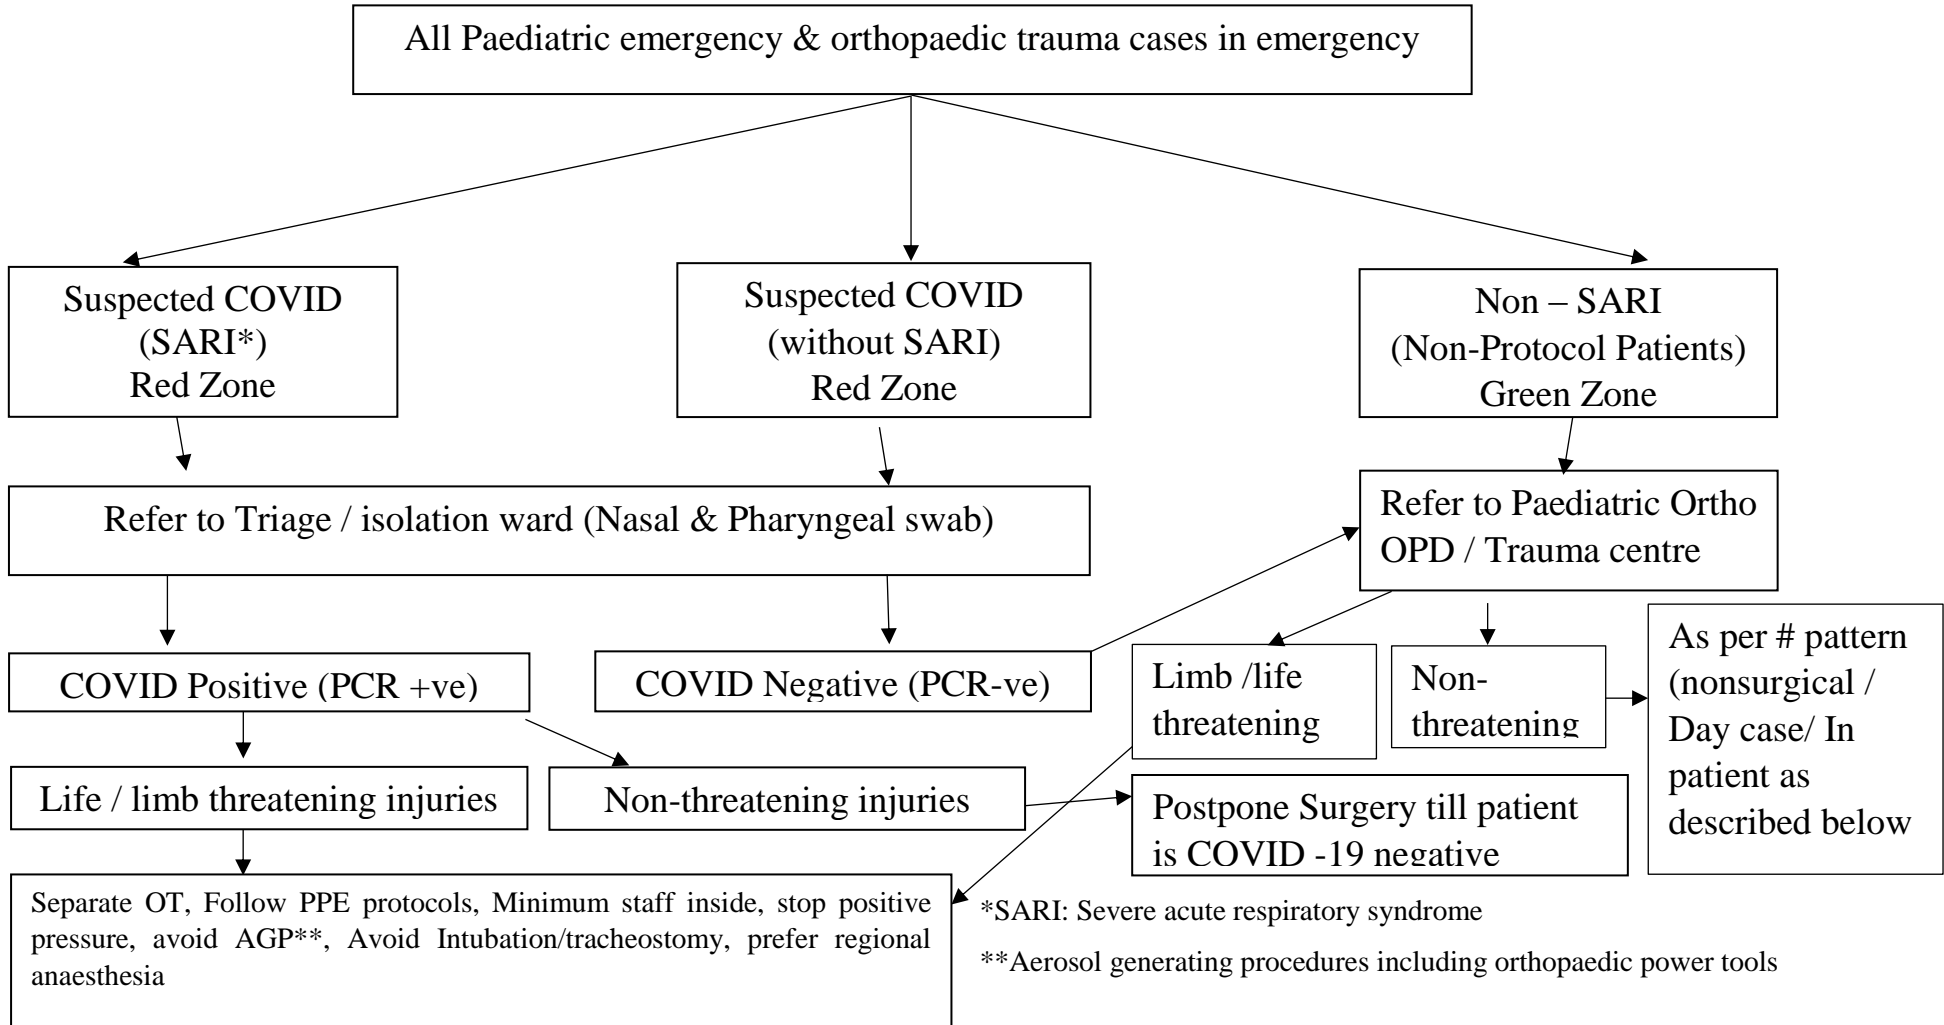 All Paediatric emergency & orthopaedic trauma cases in emergency
Suspected COVID
(SARI*)
Red Zone
Suspected COVID
(without SARI)
Red Zone
Non – SARI
(Non-Protocol Patients)
Green Zone
Refer to Triage / isolation ward (Nasal & Pharyngeal swab)
Refer to Paediatric Ortho
OPD / Trauma centre
COVID Positive (PCR +ve)
COVID Negative (PCR-ve)
Limb /life
threatening
Non-
threatening
As per # pattern
(nonsurgical /
Day case/ In
patient as
described below
Life / limb threatening injuries
Non-threatening injuries
Postpone Surgery till patient
is COVID -19 negative
Separate OT, Follow PPE protocols, Minimum staff inside, stop positive
pressure, avoid AGP**, Avoid Intubation/tracheostomy, prefer regional
anaesthesia
*SARI: Severe acute respiratory syndrome
**Aerosol generating procedures including orthopaedic power tools